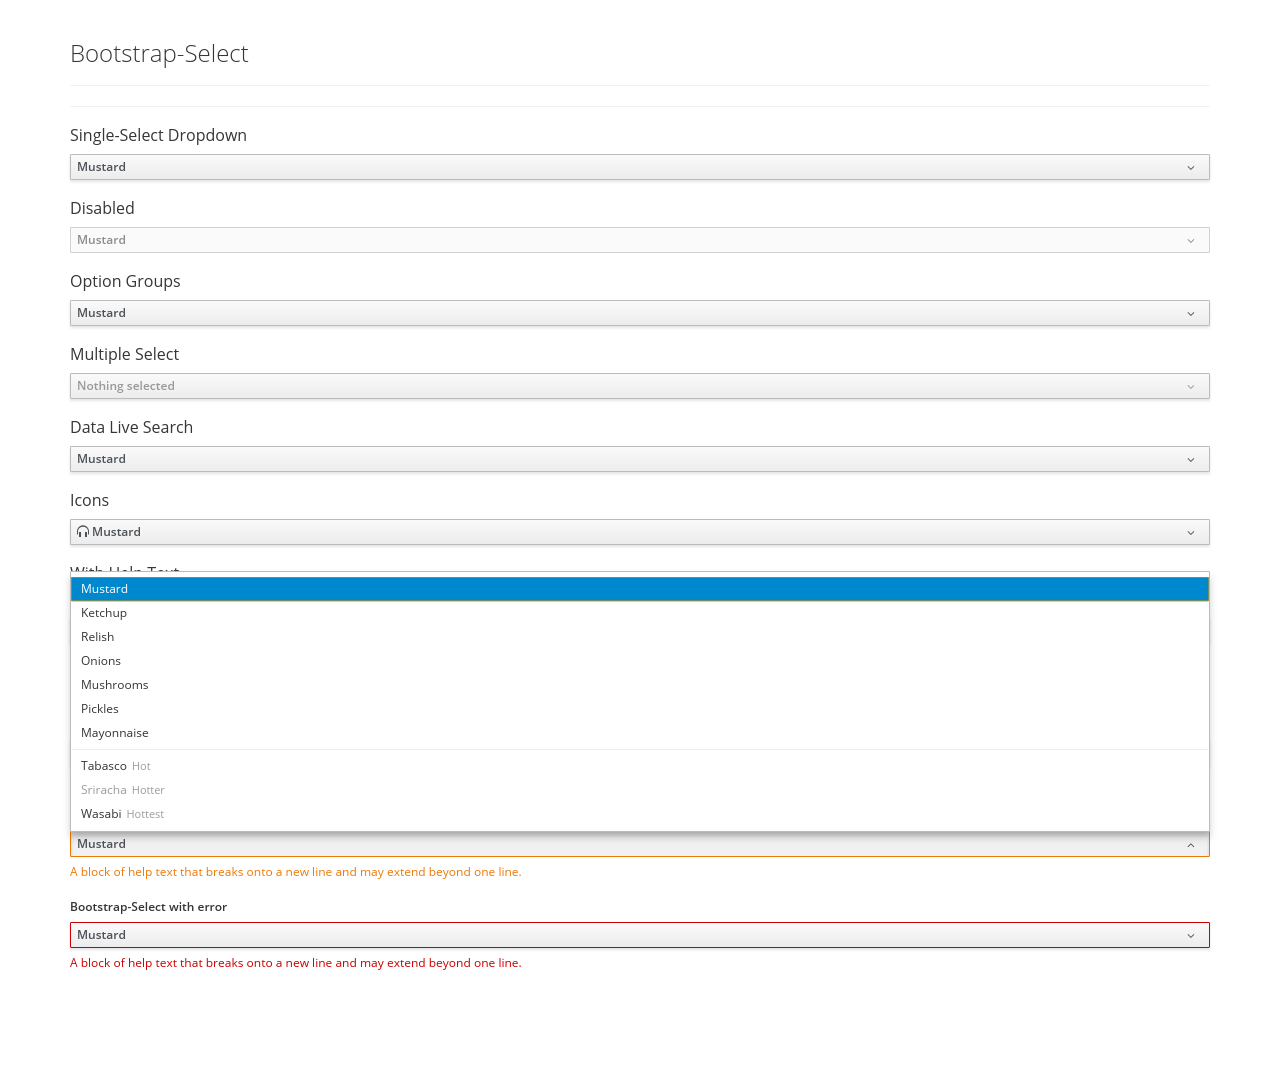 Bootstrap-Select
Single-Select Dropdown
Mustard
Disabled
Mustard
Option Groups
Mustard
Multiple Select
Nothing selected
Data Live Search
Mustard
Icons
Mustard
With Help Text
Mustard
Ketchup
Relish
Onions
Mushrooms
Pickles
Mayonnaise
Tabasco Hot
Sriracha Hotter
Wasabi Hottest
Mustard
A block of help text that breaks onto a new line and may extend beyond one line.
Bootstrap-Select with error
Mustard
A block of help text that breaks onto a new line and may extend beyond one line.